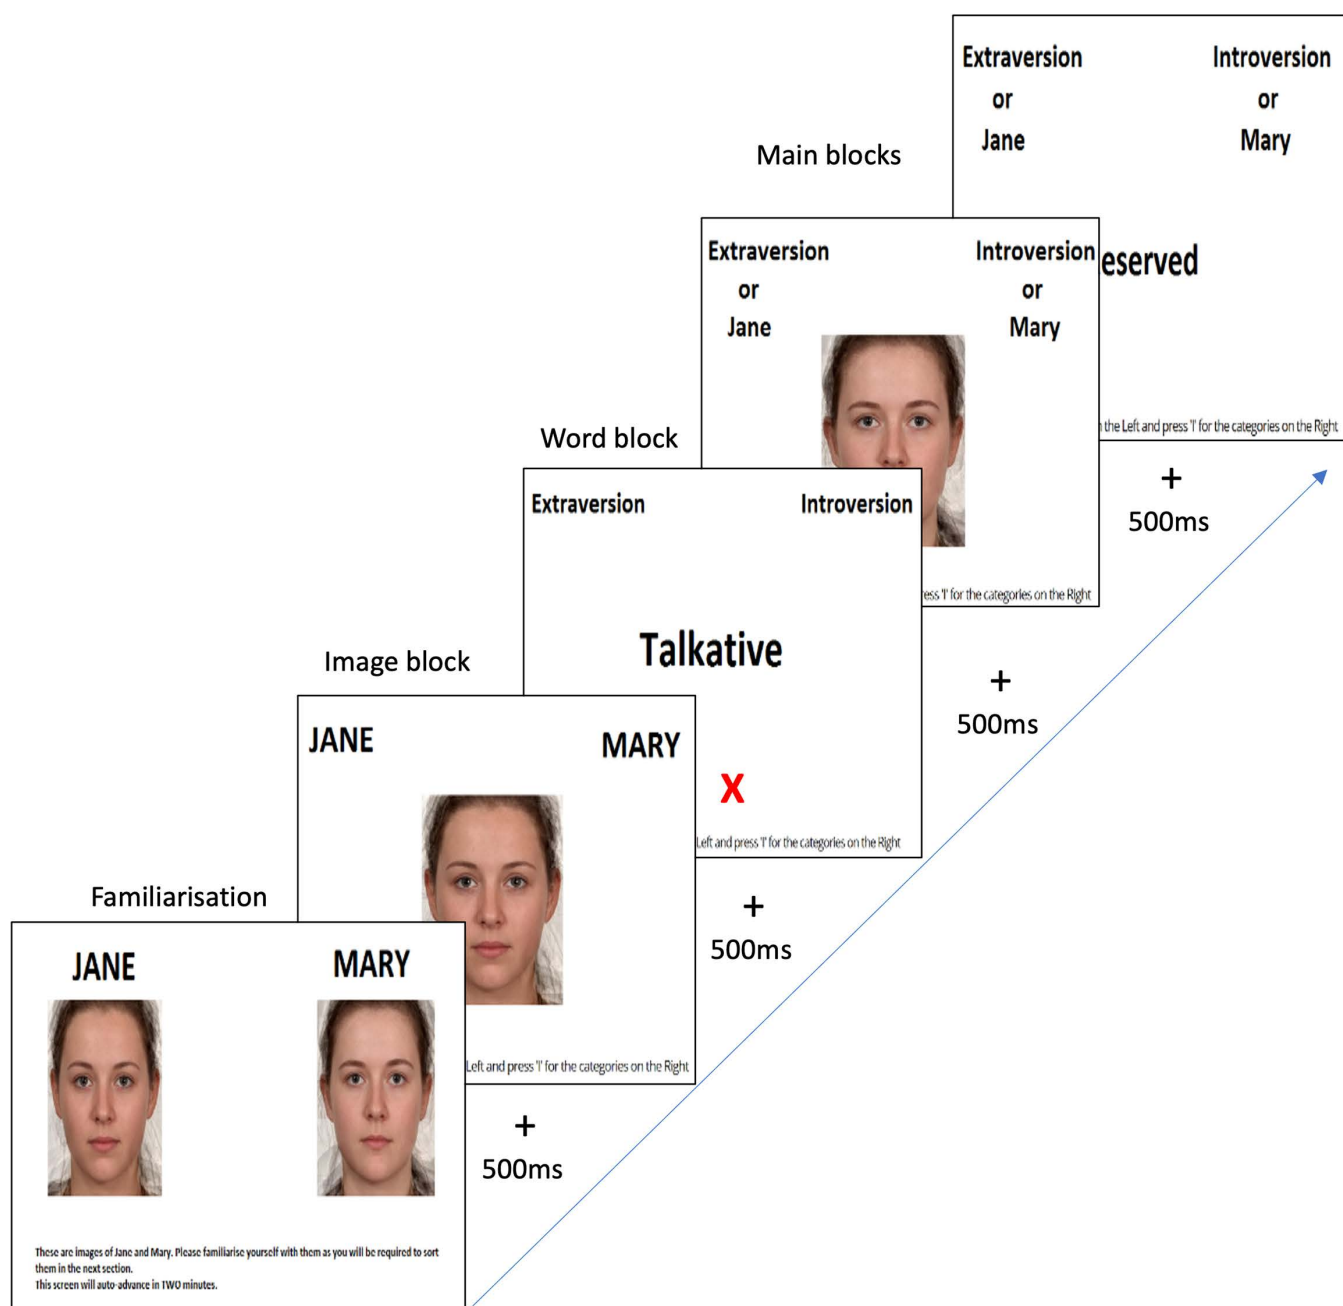 Extraversion Introversion
or or
Jane Mary
eserved
the Left and press 'I' for the categories on the Right
Main blocks
Extraversion Introversion
or or
Jane Mary
ess 'I' for the categories on the Right
+
500ms
Word block
Extraversion Introversion
Talkative
X
Left and press 'I' for the categories on the Right
+
500ms
Image block
JANE MARY
Left and press 'I' for the categories on the Right
+
500ms
Familiarisation
JANE MARY
These are images of Jane and Mary. Please familiarise yourself with them as you will be required to sort
them in the next section.
This screen will auto-advance in TWO minutes.
+
500ms